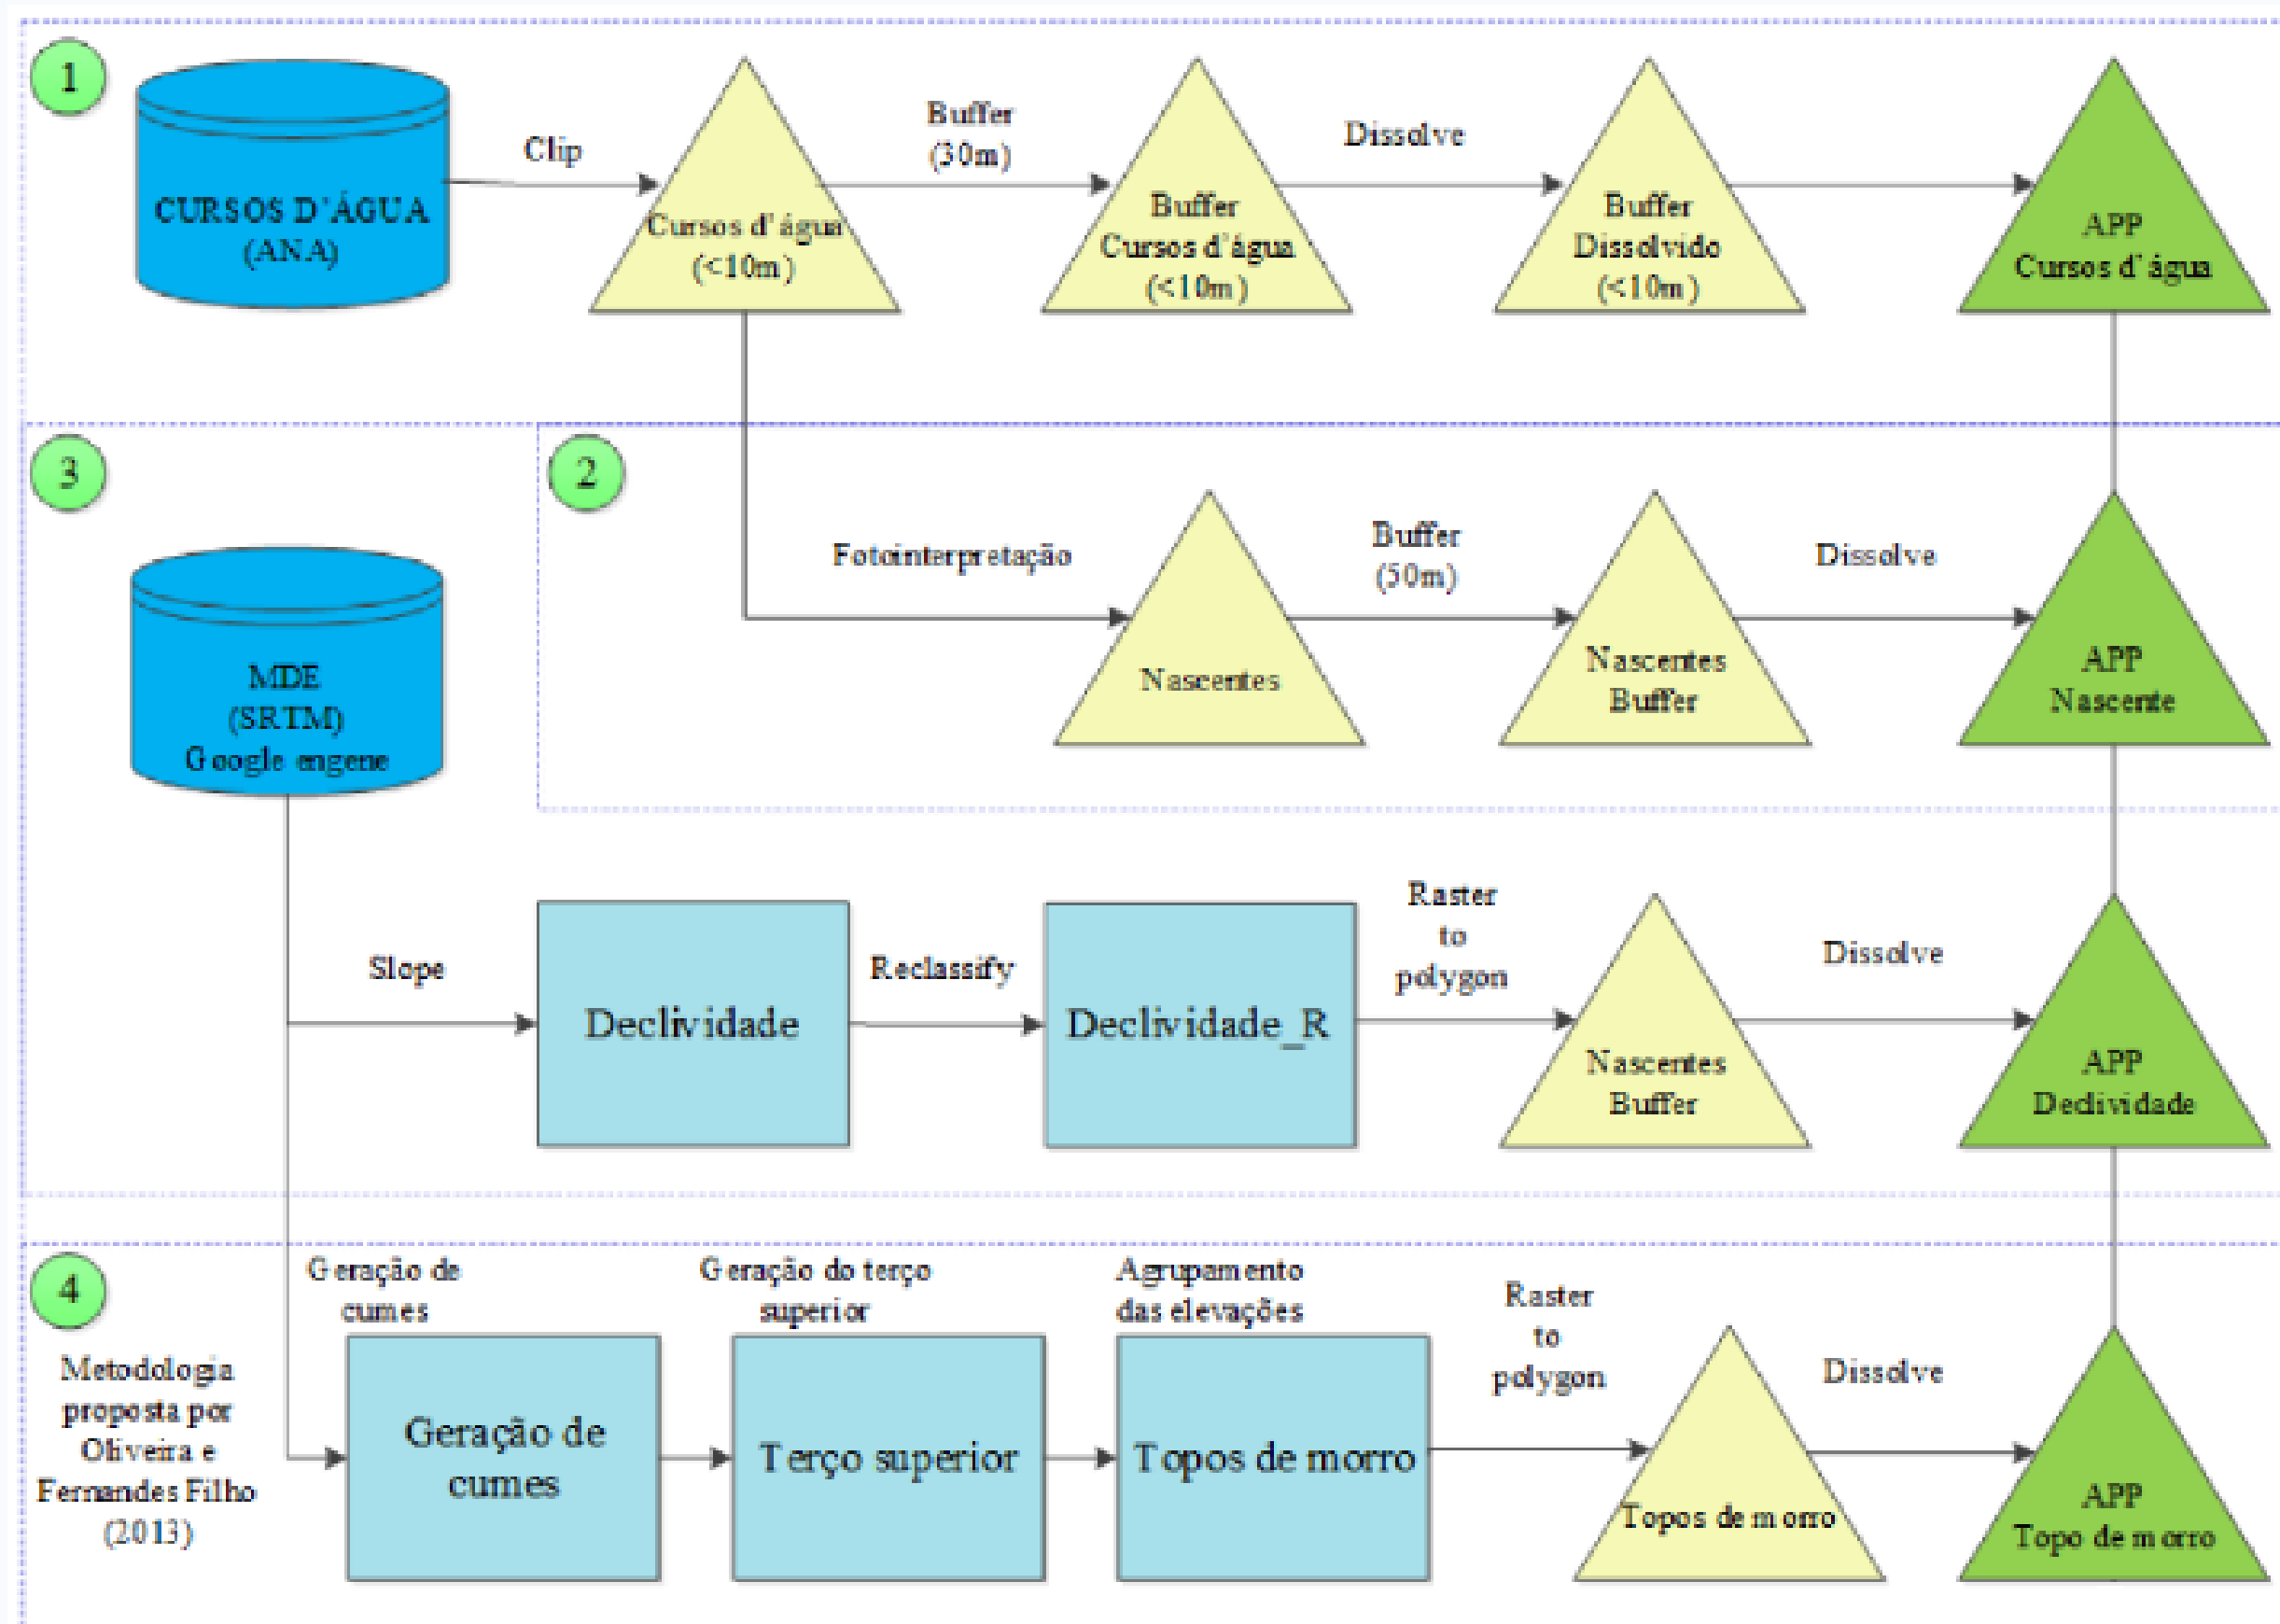 1
CURSOS D'ÁGUA
(ANA)
Clip
Cursos d'água
(<10m)
Buffer
(30m)
Buffer
Cursos d'água
(<10m)
Dissolve
Buffer
Dissolvido
(<10m)
APP
Cursos d'água
3
2
Fotointerpretação
Nascentes
Buffer
(50m)
Nascentes
Buffer
Dissolve
APP
Nascente
MDE
(SRTM)
Google engene
Slope
Declividade
Reclassify
Declividade_R
Raster
to
polygon
Nascentes
Buffer
Dissolve
APP
Declividade
4
Metodologia
proposta por
Oliveira e
Fernandes Filho
(2013)
Geração de
cumes
Geração de
cumes
Geração do terço
superior
Terço superior
Agrupamento
das elevações
Topos de morro
Raster
to
polygon
Topos de morro
Dissolve
APP
Topo de morro